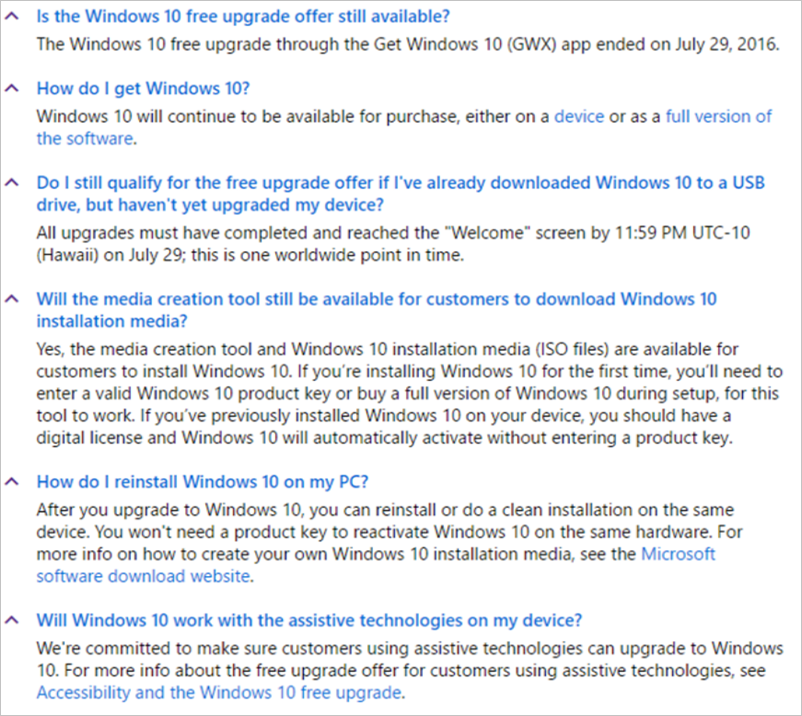 Is the Windows 10 free upgrade offer still available?
The Windows 10 free upgrade through the Get Windows 10 (GWX) app ended on July 29, 2016.
How do I get Windows 10?
Windows 10 will continue to be available for purchase, either on a device or as a full version of
the software.
Do I still qualify for the free upgrade offer if I've already downloaded Windows 10 to a USB
drive, but haven't yet upgraded my device?
All upgrades must have completed and reached the "Welcome" screen by 11:59 PM UTC-10
(Hawaii) on July 29; this is one worldwide point in time.
Will the media creation tool still be available for customers to download Windows 10
installation media?
Yes, the media creation tool and Windows 10 installation media (ISO files) are available for
customers to install Windows 10. If you're installing Windows 10 for the first time, you'll need to
enter a valid Windows 10 product key or buy a full version of Windows 10 during setup, for this
tool to work. If you've previously installed Windows 10 on your device, you should have a
digital license and Windows 10 will automatically activate without entering a product key.
How do I reinstall Windows 10 on my PC?
After you upgrade to Windows 10, you can reinstall or do a clean installation on the same
device. You won't need a product key to reactivate Windows 10 on the same hardware. For
more info on how to create your own Windows 10 installation media, see the Microsoft
software download website.
Will Windows 10 work with the assistive technologies on my device?
We're committed to make sure customers using assistive technologies can upgrade to Windows
10. For more info about the free upgrade offer for customers using assistive technologies, see
Accessibility and the Windows 10 free upgrade.